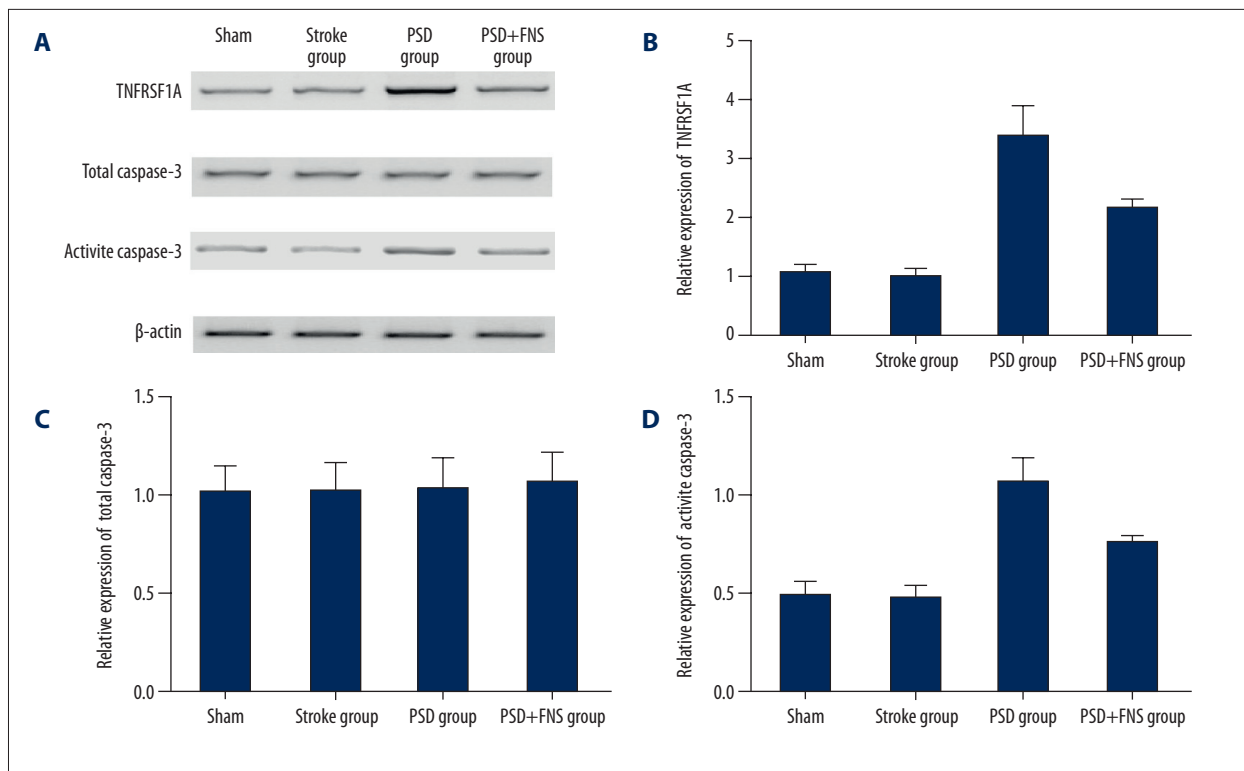 A
Sham
Stroke
group
PSD
group
PSD+FNS
group
TNFRSF1A
Total caspase-3
Activite caspase-3
β-actin
B
Relative expression of TNFRSF1A
5
4
3
2
1
0
Sham
Stroke group
PSD group
PSD+FNS group
C
Relative expression of total caspase-3
1.5
1.0
0.5
0.0
Sham
Stroke group
PSD group
PSD+FNS group
D
Relative expression of activite caspase-3
1.5
1.0
0.5
0.0
Sham
Stroke group
PSD group
PSD+FNS group